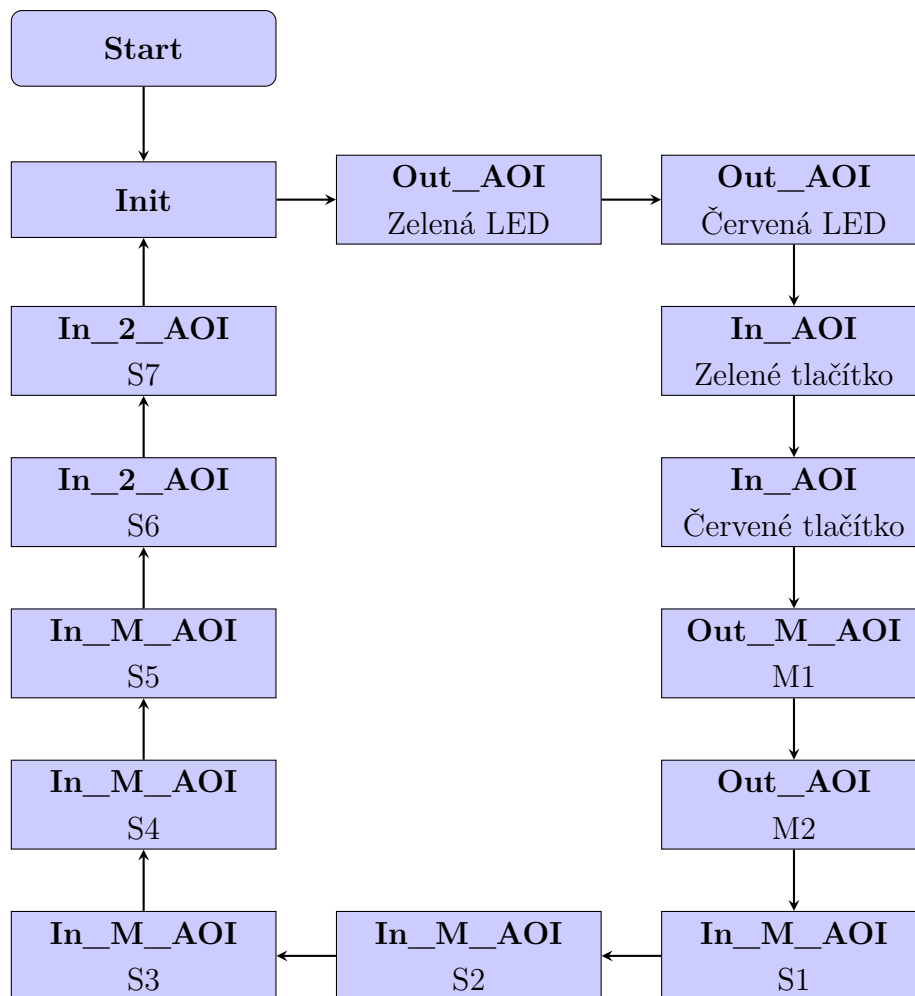 Start
Init
Out_AOI
Zelená LED
Out_AOI
Červená LED
In_AOI
Zelené tlačítko
In_AOI
Červené tlačítko
Out_M_AOI
M1
Out_AOI
M2
In_M_AOI
S1
In_M_AOI
S2
In_M_AOI
S3
In_M_AOI
S4
In_M_AOI
S5
In_2_AOI
S6
In_2_AOI
S7